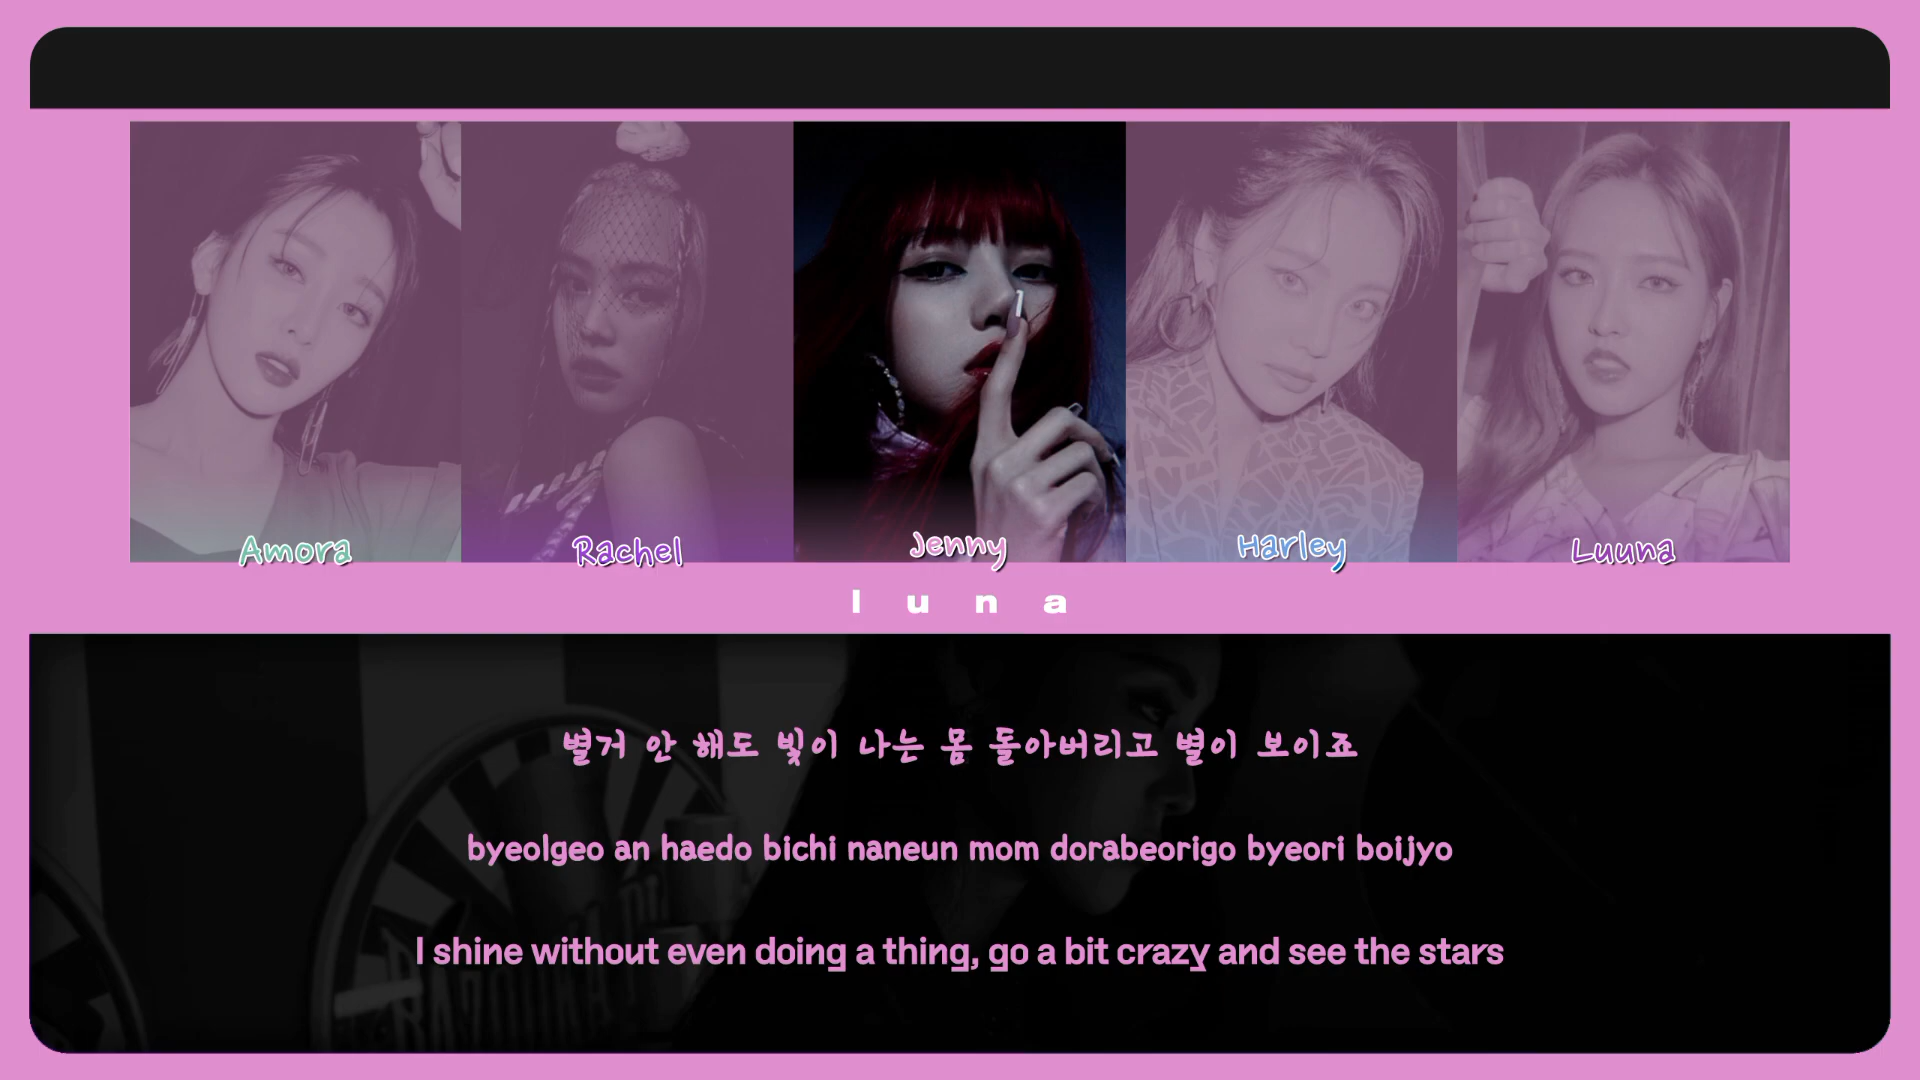 Amora
Rachel
Jenny
Harley
Luuna
luna
별거 안 해도 빛이 나는 몸 돌아버리고 별이 보이죠
byeolgeo an haedo bichi naneun mom dorabeorigo byeori boijyo
I shine without even doing a thing, go a bit crazy and see the stars